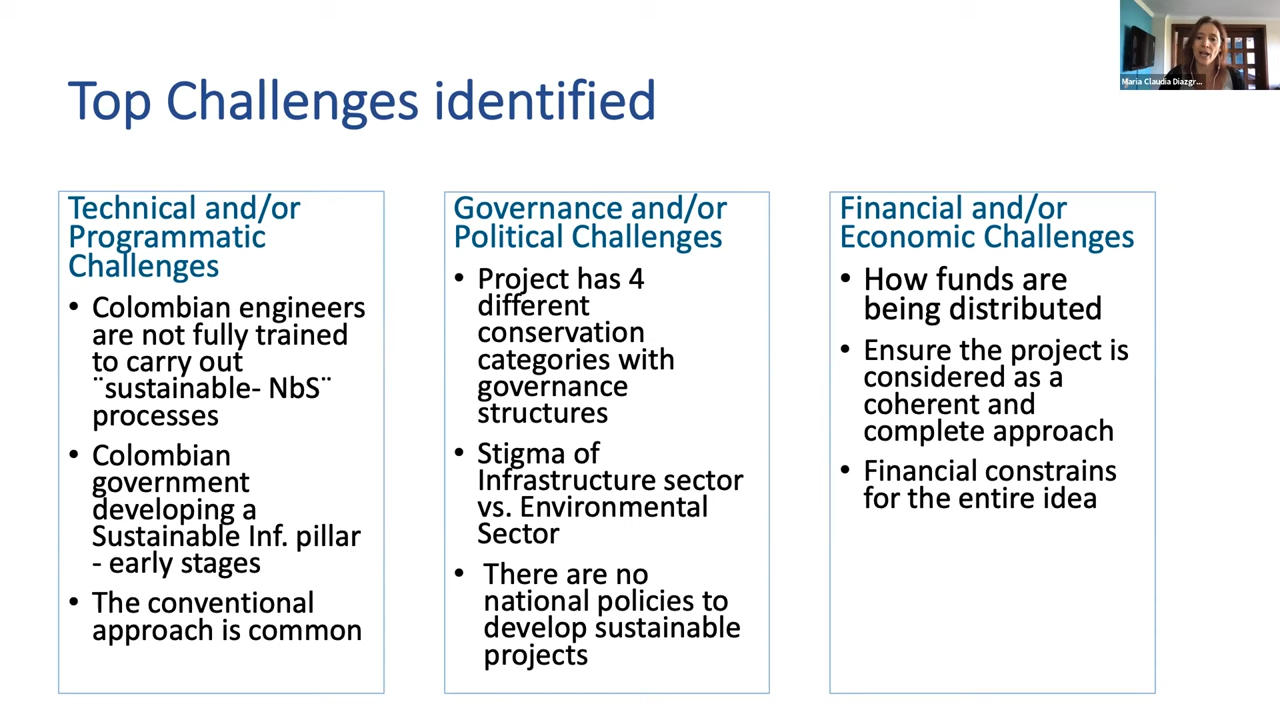 Top Challenges identified
Maria Claudia Diazgr...
Technical and/or
Programmatic
Challenges
• Colombian engineers
are not fully trained
to carry out
¨sustainable- NbS¨
processes
• Colombian
government
developing a
Sustainable Inf. pillar
- early stages
• The conventional
approach is common
Governance and/or
Political Challenges
• Project has 4
different
conservation
categories with
governance
structures
• Stigma of
Infrastructure sector
vs. Environmental
Sector
• There are no
national policies to
develop sustainable
projects
Financial and/or
Economic Challenges
• How funds are
being distributed
• Ensure the project is
considered as a
coherent and
complete approach
• Financial constrains
for the entire idea